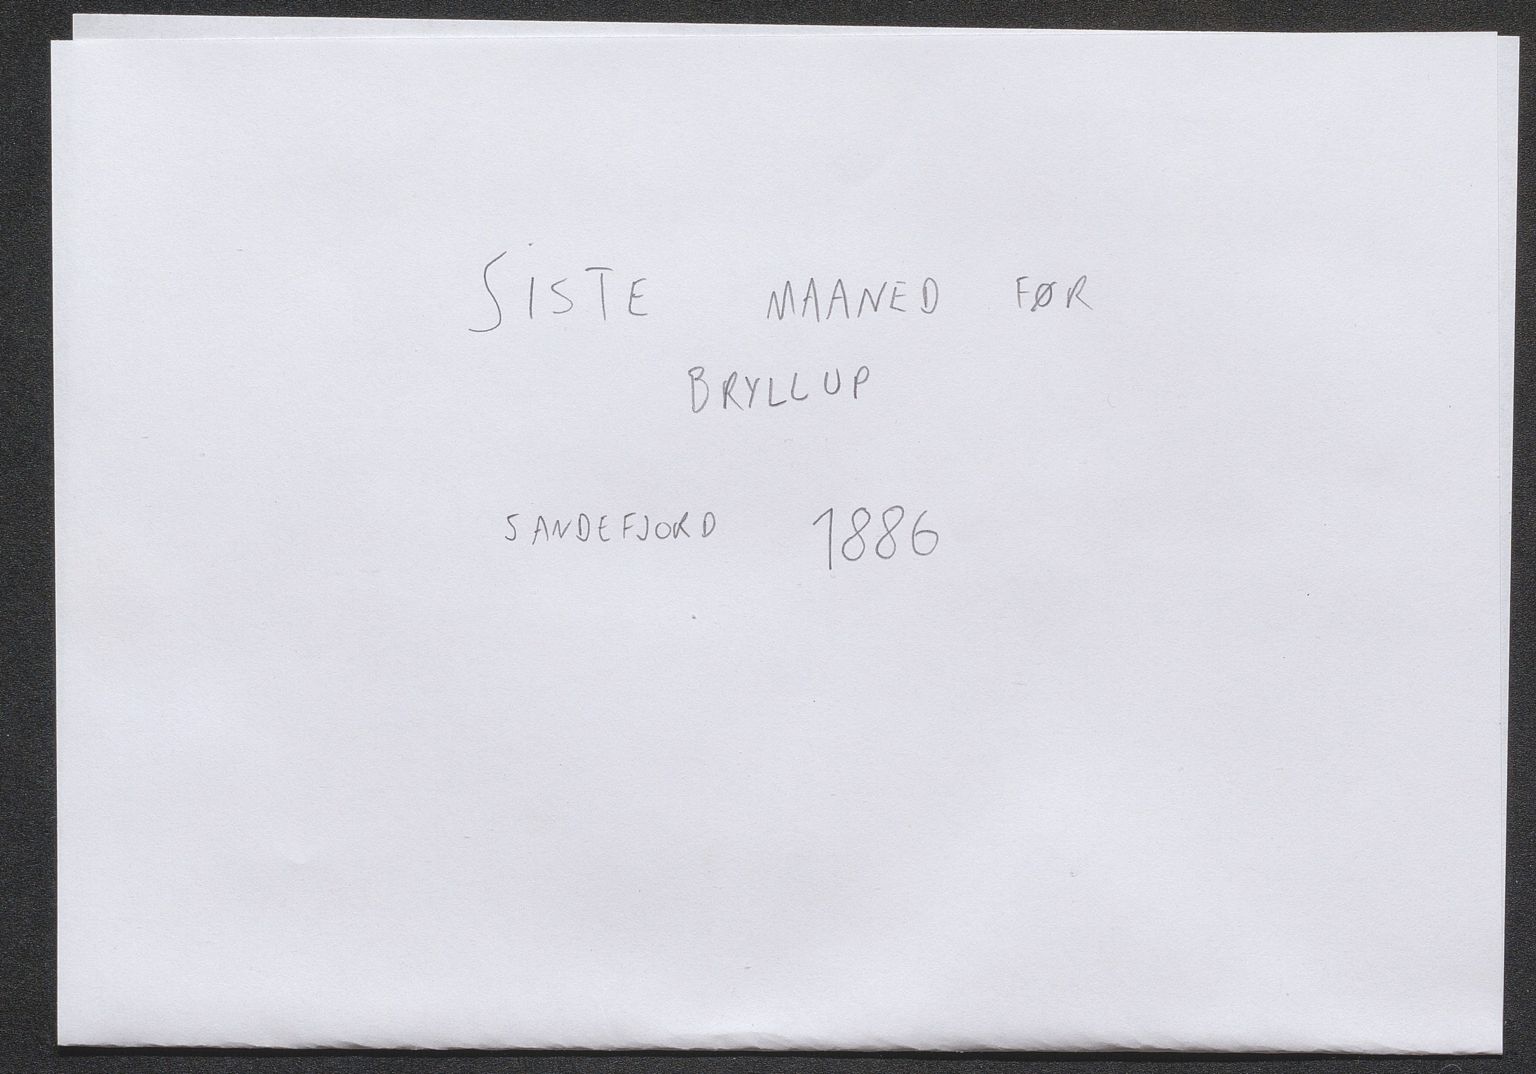 SISTE MAANED FØR
BRYLLUP
SANDEFJORD 1886